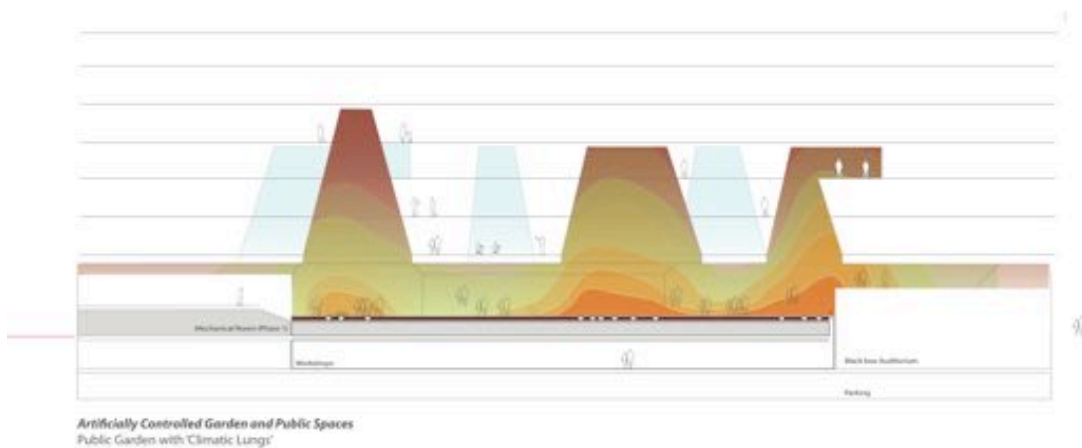 Mechanical Room (Phase 1)
Workshops
Black box Auditorium
Parking
Artificially Controlled Garden and Public Spaces
Public Garden with 'Climatic Lungs'